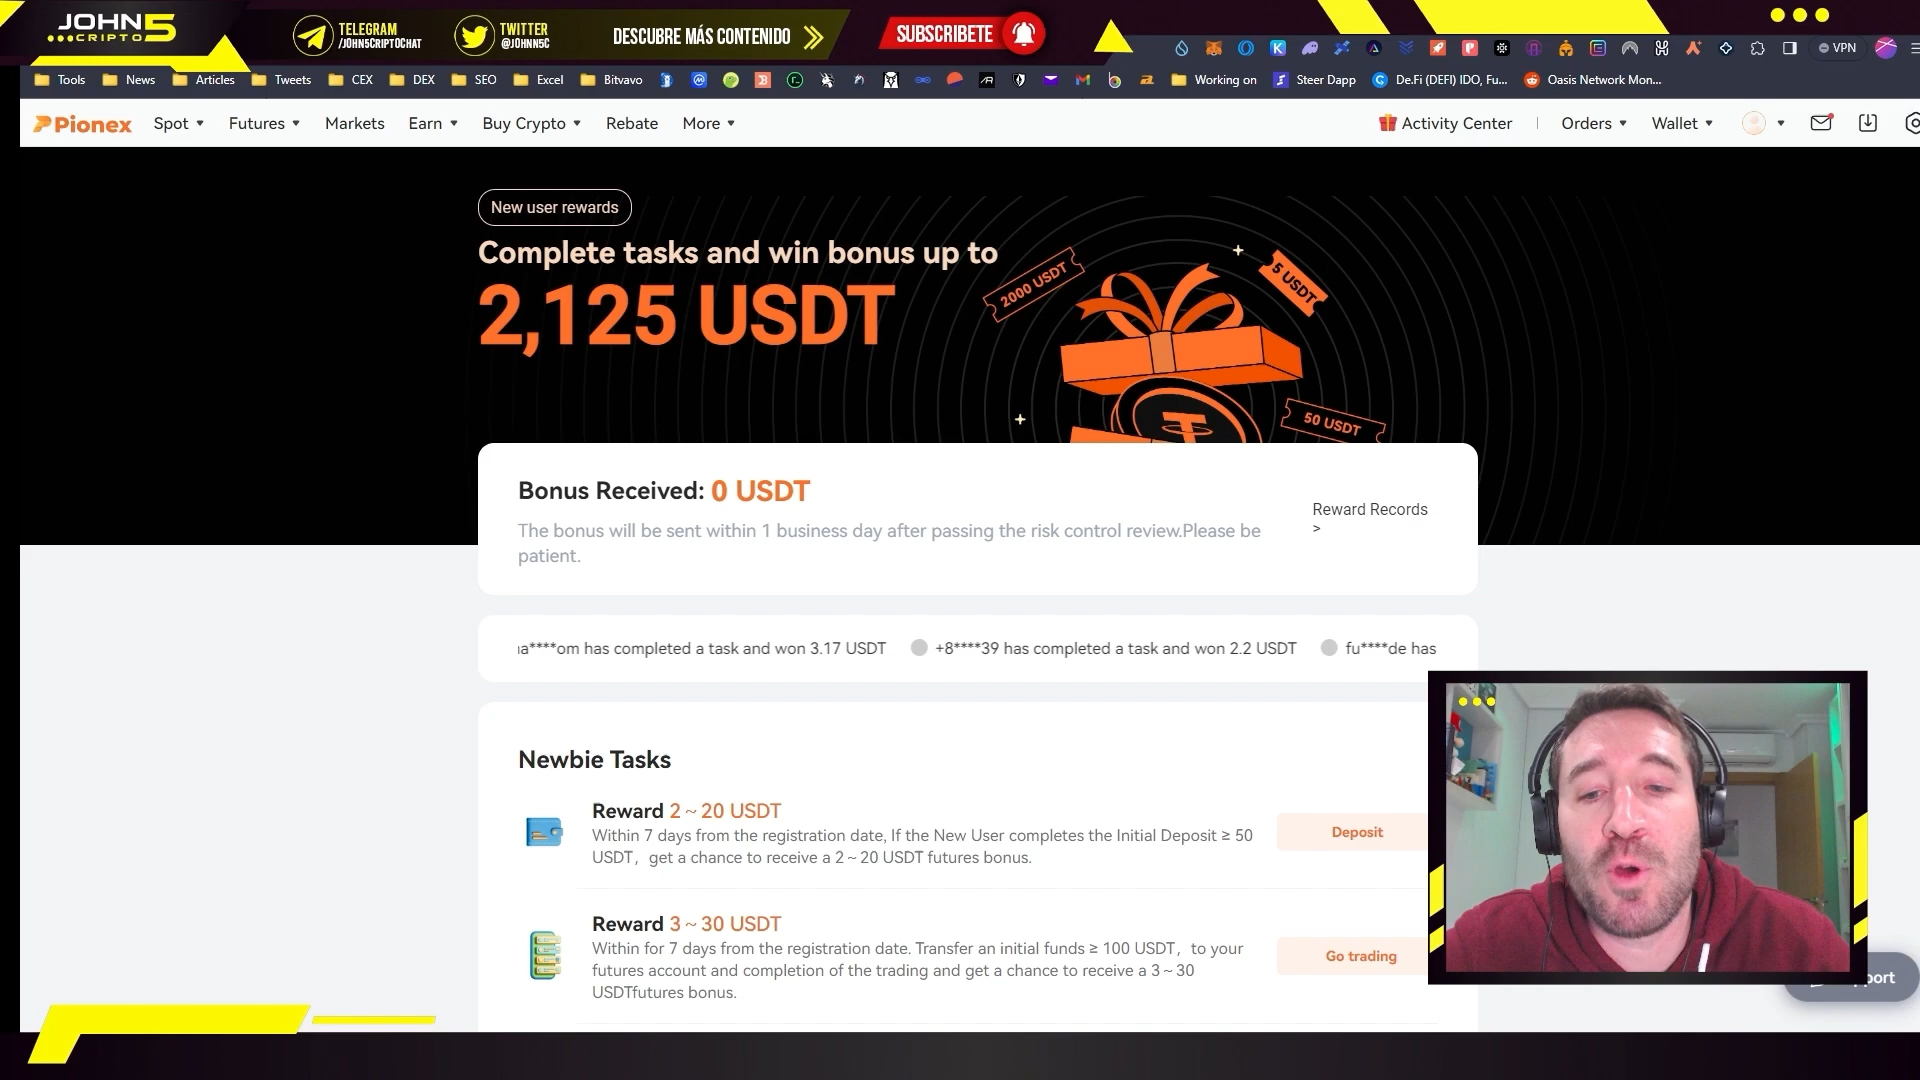 JOHN 5
CRIPTO
TELEGRAM
/JOHN5CRIPTOCHAT
TWITTER
@J0HNN5C
DESCUBRE MÁS CONTENIDO
SUBSCRIBETE
VPN
Tools
News
Articles
Tweets
CEX
DEX
SEO
Excel
Bitvavo
Working on
Steer Dapp
De.Fi (DEFI) IDO, Fu...
Oasis Network Mon...
Pionex
Spot
Futures
Markets
Earn
Buy Crypto
Rebate
More
Activity Center
Orders
Wallet
New user rewards
Complete tasks and win bonus up to
2,125 USDT
2000 USDT
5 USDT
50 USDT
Bonus Received: 0 USDT
The bonus will be sent within 1 business day after passing the risk control review.Please be
patient.
Reward Records
>
a****om has completed a task and won 3.17 USDT
+8****39 has completed a task and won 2.2 USDT
fu****de has
Newbie Tasks
Reward 2 ~ 20 USDT
Within 7 days from the registration date, If the New User completes the Initial Deposit ≥ 50
USDT，get a chance to receive a 2 ~ 20 USDT futures bonus.
Deposit
Reward 3 ~ 30 USDT
Within for 7 days from the registration date. Transfer an initial funds ≥ 100 USDT，to your
futures account and completion of the trading and get a chance to receive a 3 ~ 30
USDTfutures bonus.
Go trading
port